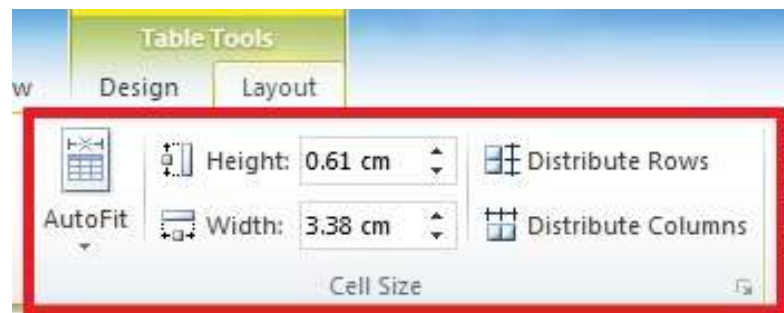 Table Tools
w Design Layout
Height: 0.61 cm Distribute Rows
AutoFit Width: 3.38 cm Distribute Columns
Cell Size